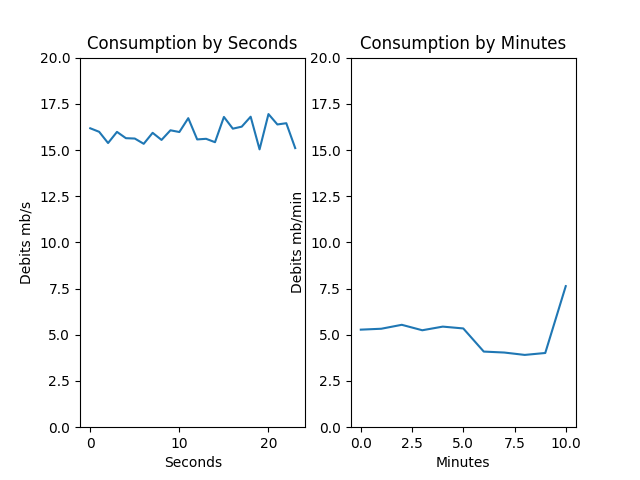 Consumption by Seconds
20.0
17.5
15.0
12.5
10.0
7.5
5.0
2.5
0.0
Debits mb/s
0 10 20
Seconds
Consumption by Minutes
20.0
17.5
15.0
12.5
10.0
7.5
5.0
2.5
0.0
Debits mb/min
0.0 2.5 5.0 7.5 10.0
Minutes